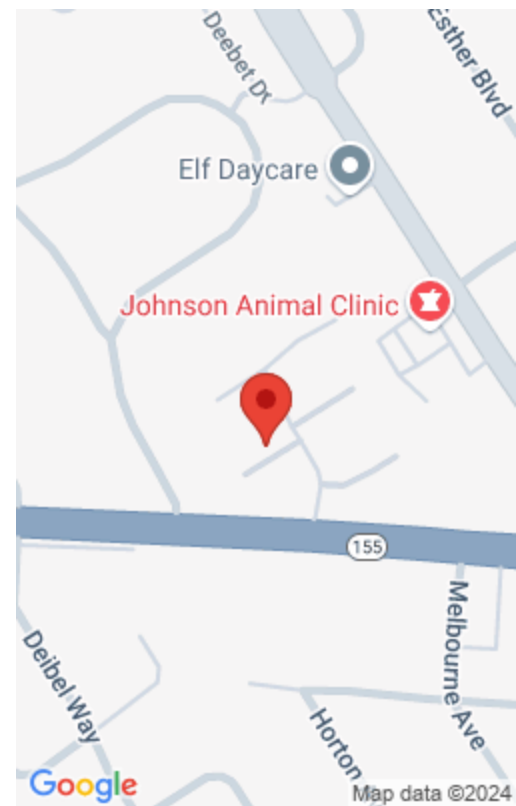 Deebet Dr
Esther Blvd
Elf Daycare
Johnson Animal Clinic
155
Melbourne Ave
Deibel Way
Horton
Google
Map data ©2024